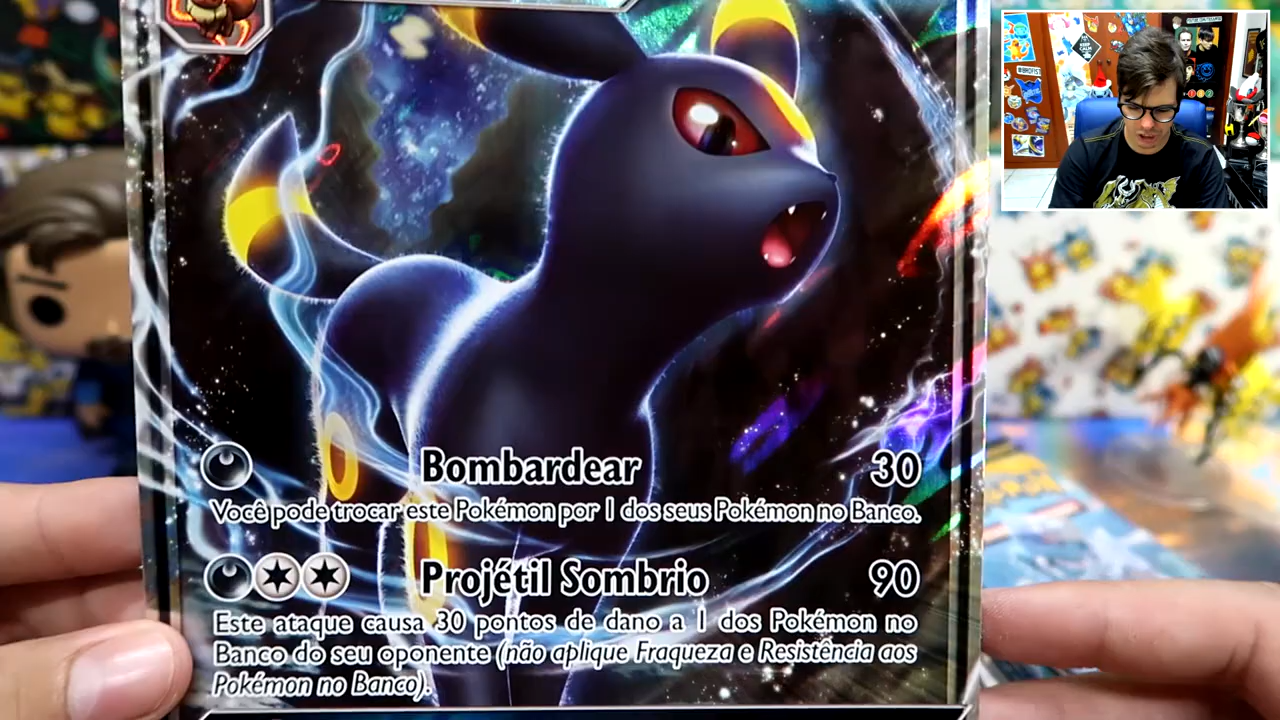 Bombardear 30
Você pode trocar este Pokémon por 1 dos seus Pokémon no Banco.
Projétil Sombrio 90
Este ataque causa 30 pontos de dano a 1 dos Pokémon no
Banco do seu oponente (não aplique Fraqueza e Resistência aos
Pokémon no Banco).